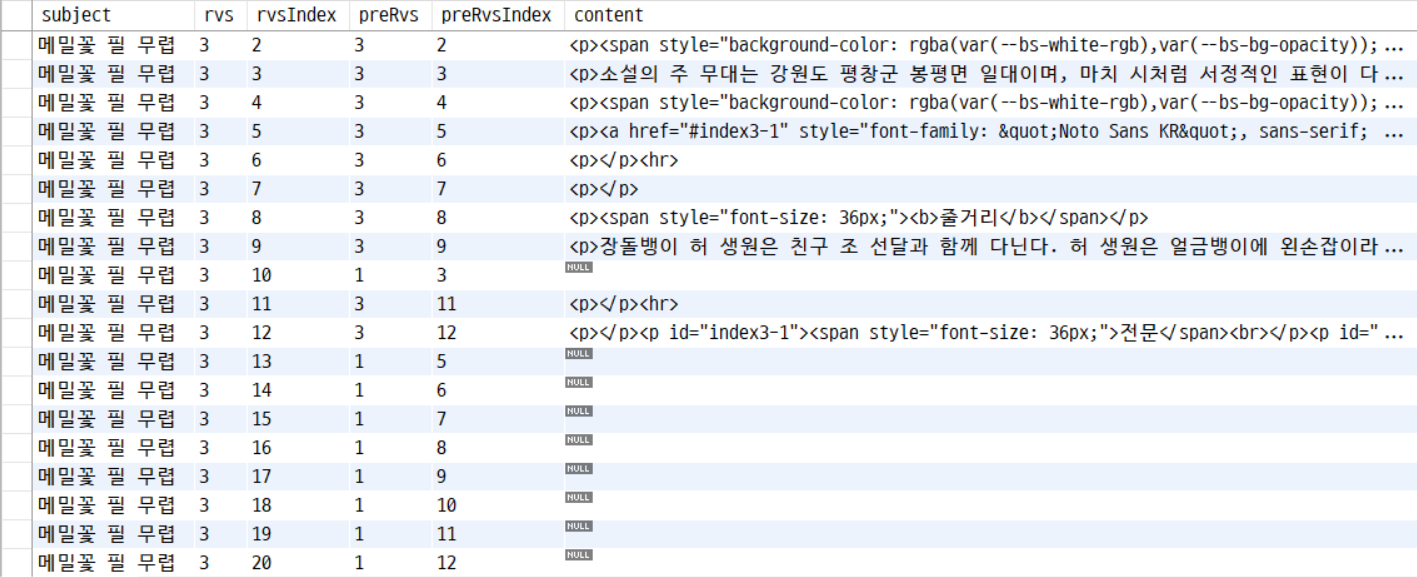 subject rvs rvsIndex preRvs preRvsIndex content
메밀꽃 필 무렵 3 2 3 2 <p><span style="background-color: rgba(var(--bs-white-rgb),var(--bs-bg-opacity)); ...
메밀꽃 필 무렵 3 3 3 3 <p>소설의 주 무대는 강원도 평창군 봉평면 일대이며, 마치 시처럼 서정적인 표현이 다 ...
메밀꽃 필 무렵 3 4 3 4 <p><span style="background-color: rgba(var(--bs-white-rgb),var(--bs-bg-opacity)); ...
메밀꽃 필 무렵 3 5 3 5 <p><a href="#index3-1" style="font-family: &quot;Noto Sans KR&quot;, sans-serif; ...
메밀꽃 필 무렵 3 6 3 6 <p></p><hr>
메밀꽃 필 무렵 3 7 3 7 <p></p>
메밀꽃 필 무렵 3 8 3 8 <p><span style="font-size: 36px;"><b>줄거리</b></span></p>
메밀꽃 필 무렵 3 9 3 9 <p>장돌뱅이 허 생원은 친구 조 선달과 함께 다닌다. 허 생원은 얼금뱅이에 왼손잡이라 ...
메밀꽃 필 무렵 3 10 1 3 NULL
메밀꽃 필 무렵 3 11 3 11 <p></p><hr>
메밀꽃 필 무렵 3 12 3 12 <p></p><p id="index3-1"><span style="font-size: 36px;">전문</span><br></p><p id=" ...
메밀꽃 필 무렵 3 13 1 5 NULL
메밀꽃 필 무렵 3 14 1 6 NULL
메밀꽃 필 무렵 3 15 1 7 NULL
메밀꽃 필 무렵 3 16 1 8 NULL
메밀꽃 필 무렵 3 17 1 9 NULL
메밀꽃 필 무렵 3 18 1 10 NULL
메밀꽃 필 무렵 3 19 1 11 NULL
메밀꽃 필 무렵 3 20 1 12 NULL